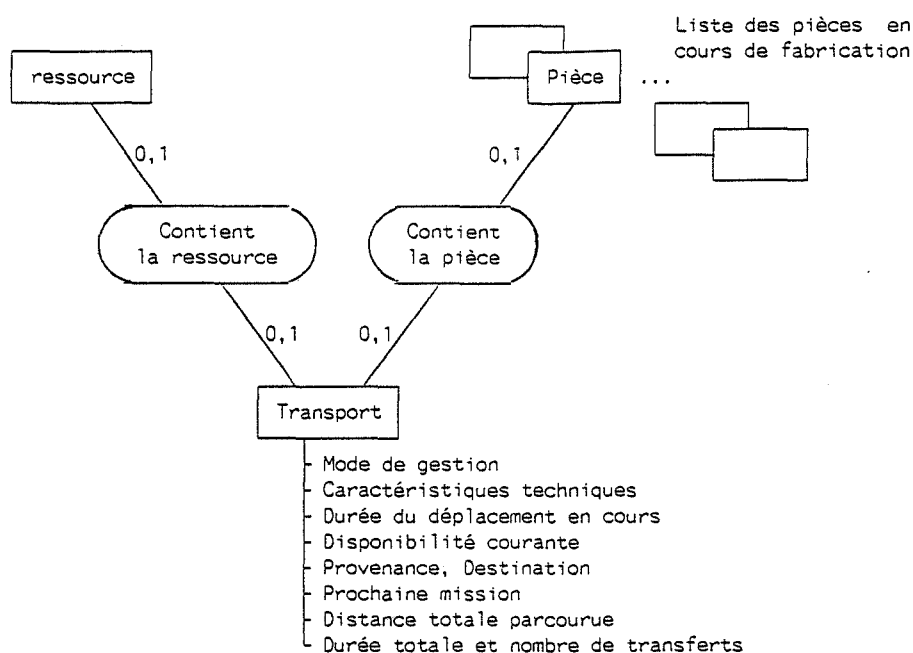 Liste des pièces en
cours de fabrication
ressource
Pièce
...
0,1
0,1
Contient
la ressource
Contient
la pièce
0,1
0,1
Transport
- Mode de gestion
- Caractéristiques techniques
- Durée du déplacement en cours
- Disponibilité courante
- Provenance, Destination
- Prochaine mission
- Distance totale parcourue
- Durée totale et nombre de transferts